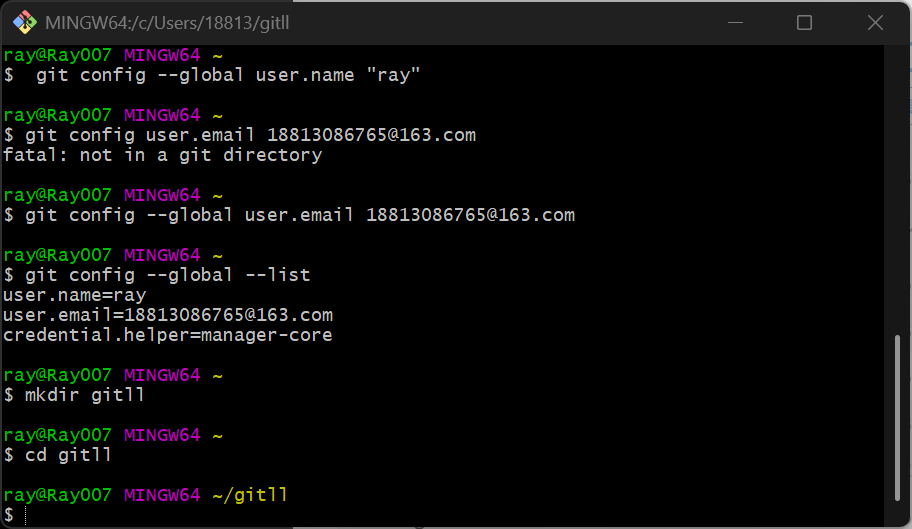 MINGW64:/c/Users/18813/gitll
ray@Ray007 MINGW64 ~
$  git config --global user.name "ray"
ray@Ray007 MINGW64 ~
$ git config user.email 18813086765@163.com
fatal: not in a git directory
ray@Ray007 MINGW64 ~
$ git config --global user.email 18813086765@163.com
ray@Ray007 MINGW64 ~
$ git config --global --list
user.name=ray
user.email=18813086765@163.com
credential.helper=manager-core
ray@Ray007 MINGW64 ~
$ mkdir gitll
ray@Ray007 MINGW64 ~
$ cd gitll
ray@Ray007 MINGW64 ~/gitll
$